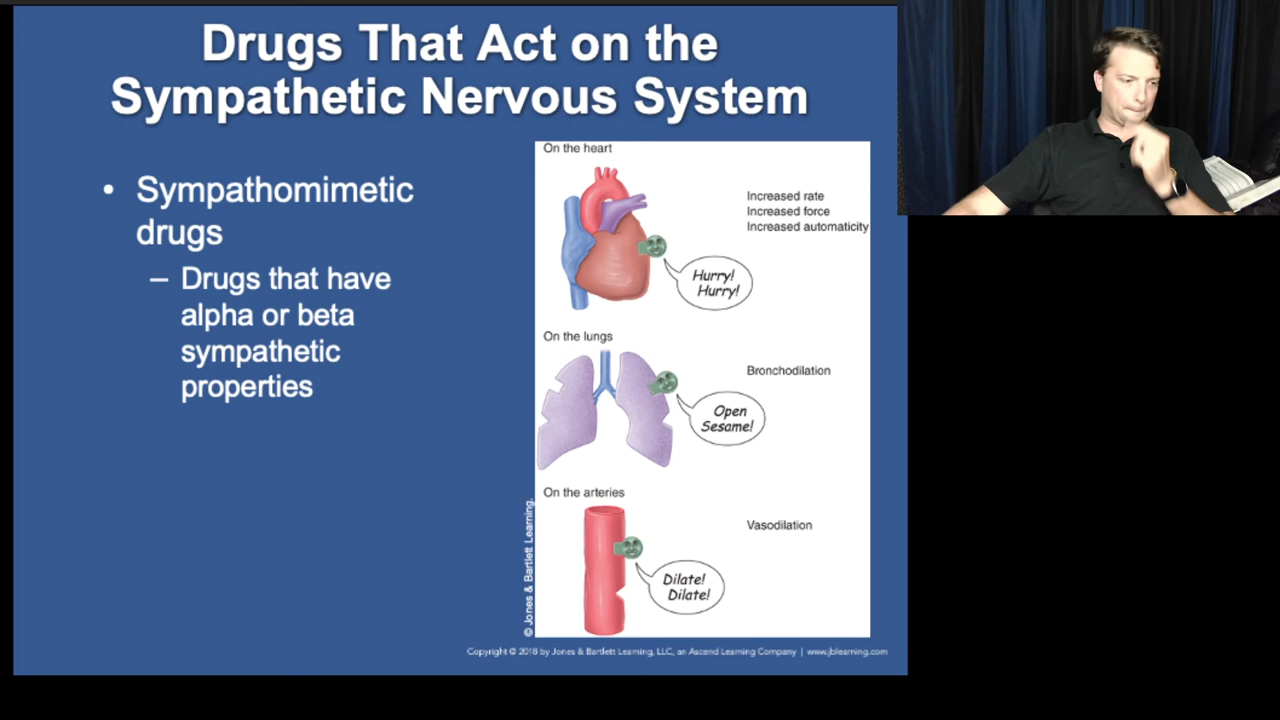 Drugs That Act on the
Sympathetic Nervous System
• Sympathomimetic
drugs
– Drugs that have
alpha or beta
sympathetic
properties
On the heart
Increased rate
Increased force
Increased automaticity
Hurry!
Hurry!
On the lungs
Bronchodilation
Open
Sesame!
On the arteries
Vasodilation
Dilate!
Dilate!
© Jones & Bartlett Learning.
Copyright © 2018 by Jones & Bartlett Learning, LLC, an Ascend Learning Company | www.jblearning.com